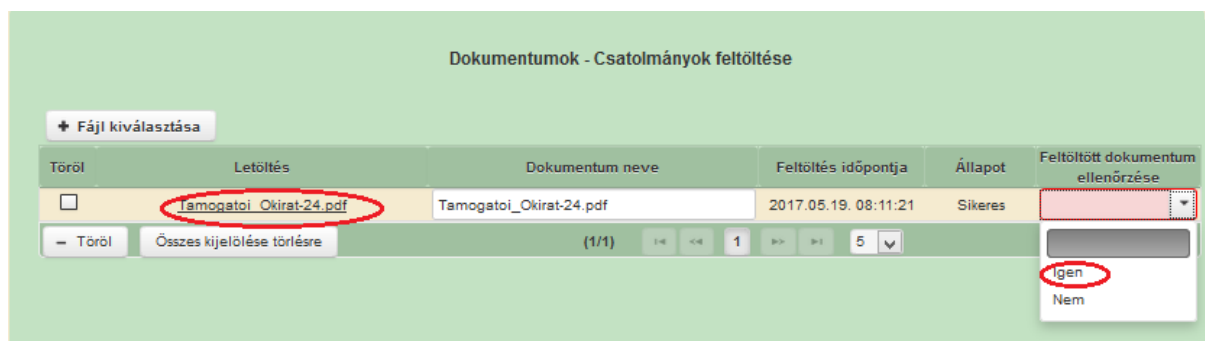 Dokumentumok - Csatolmányok feltöltése
+ Fájl kiválasztása
Töröl Letöltés Dokumentum neve Feltöltés időpontja Állapot Feltöltött dokumentum
ellenőrzése
Tamogatoi_Okirat-24.pdf Tamogatoi_Okirat-24.pdf 2017.05.19. 08:11:21 Sikeres
– Töröl Összes kijelölése törlésre (1/1) 1 5
Igen
Nem